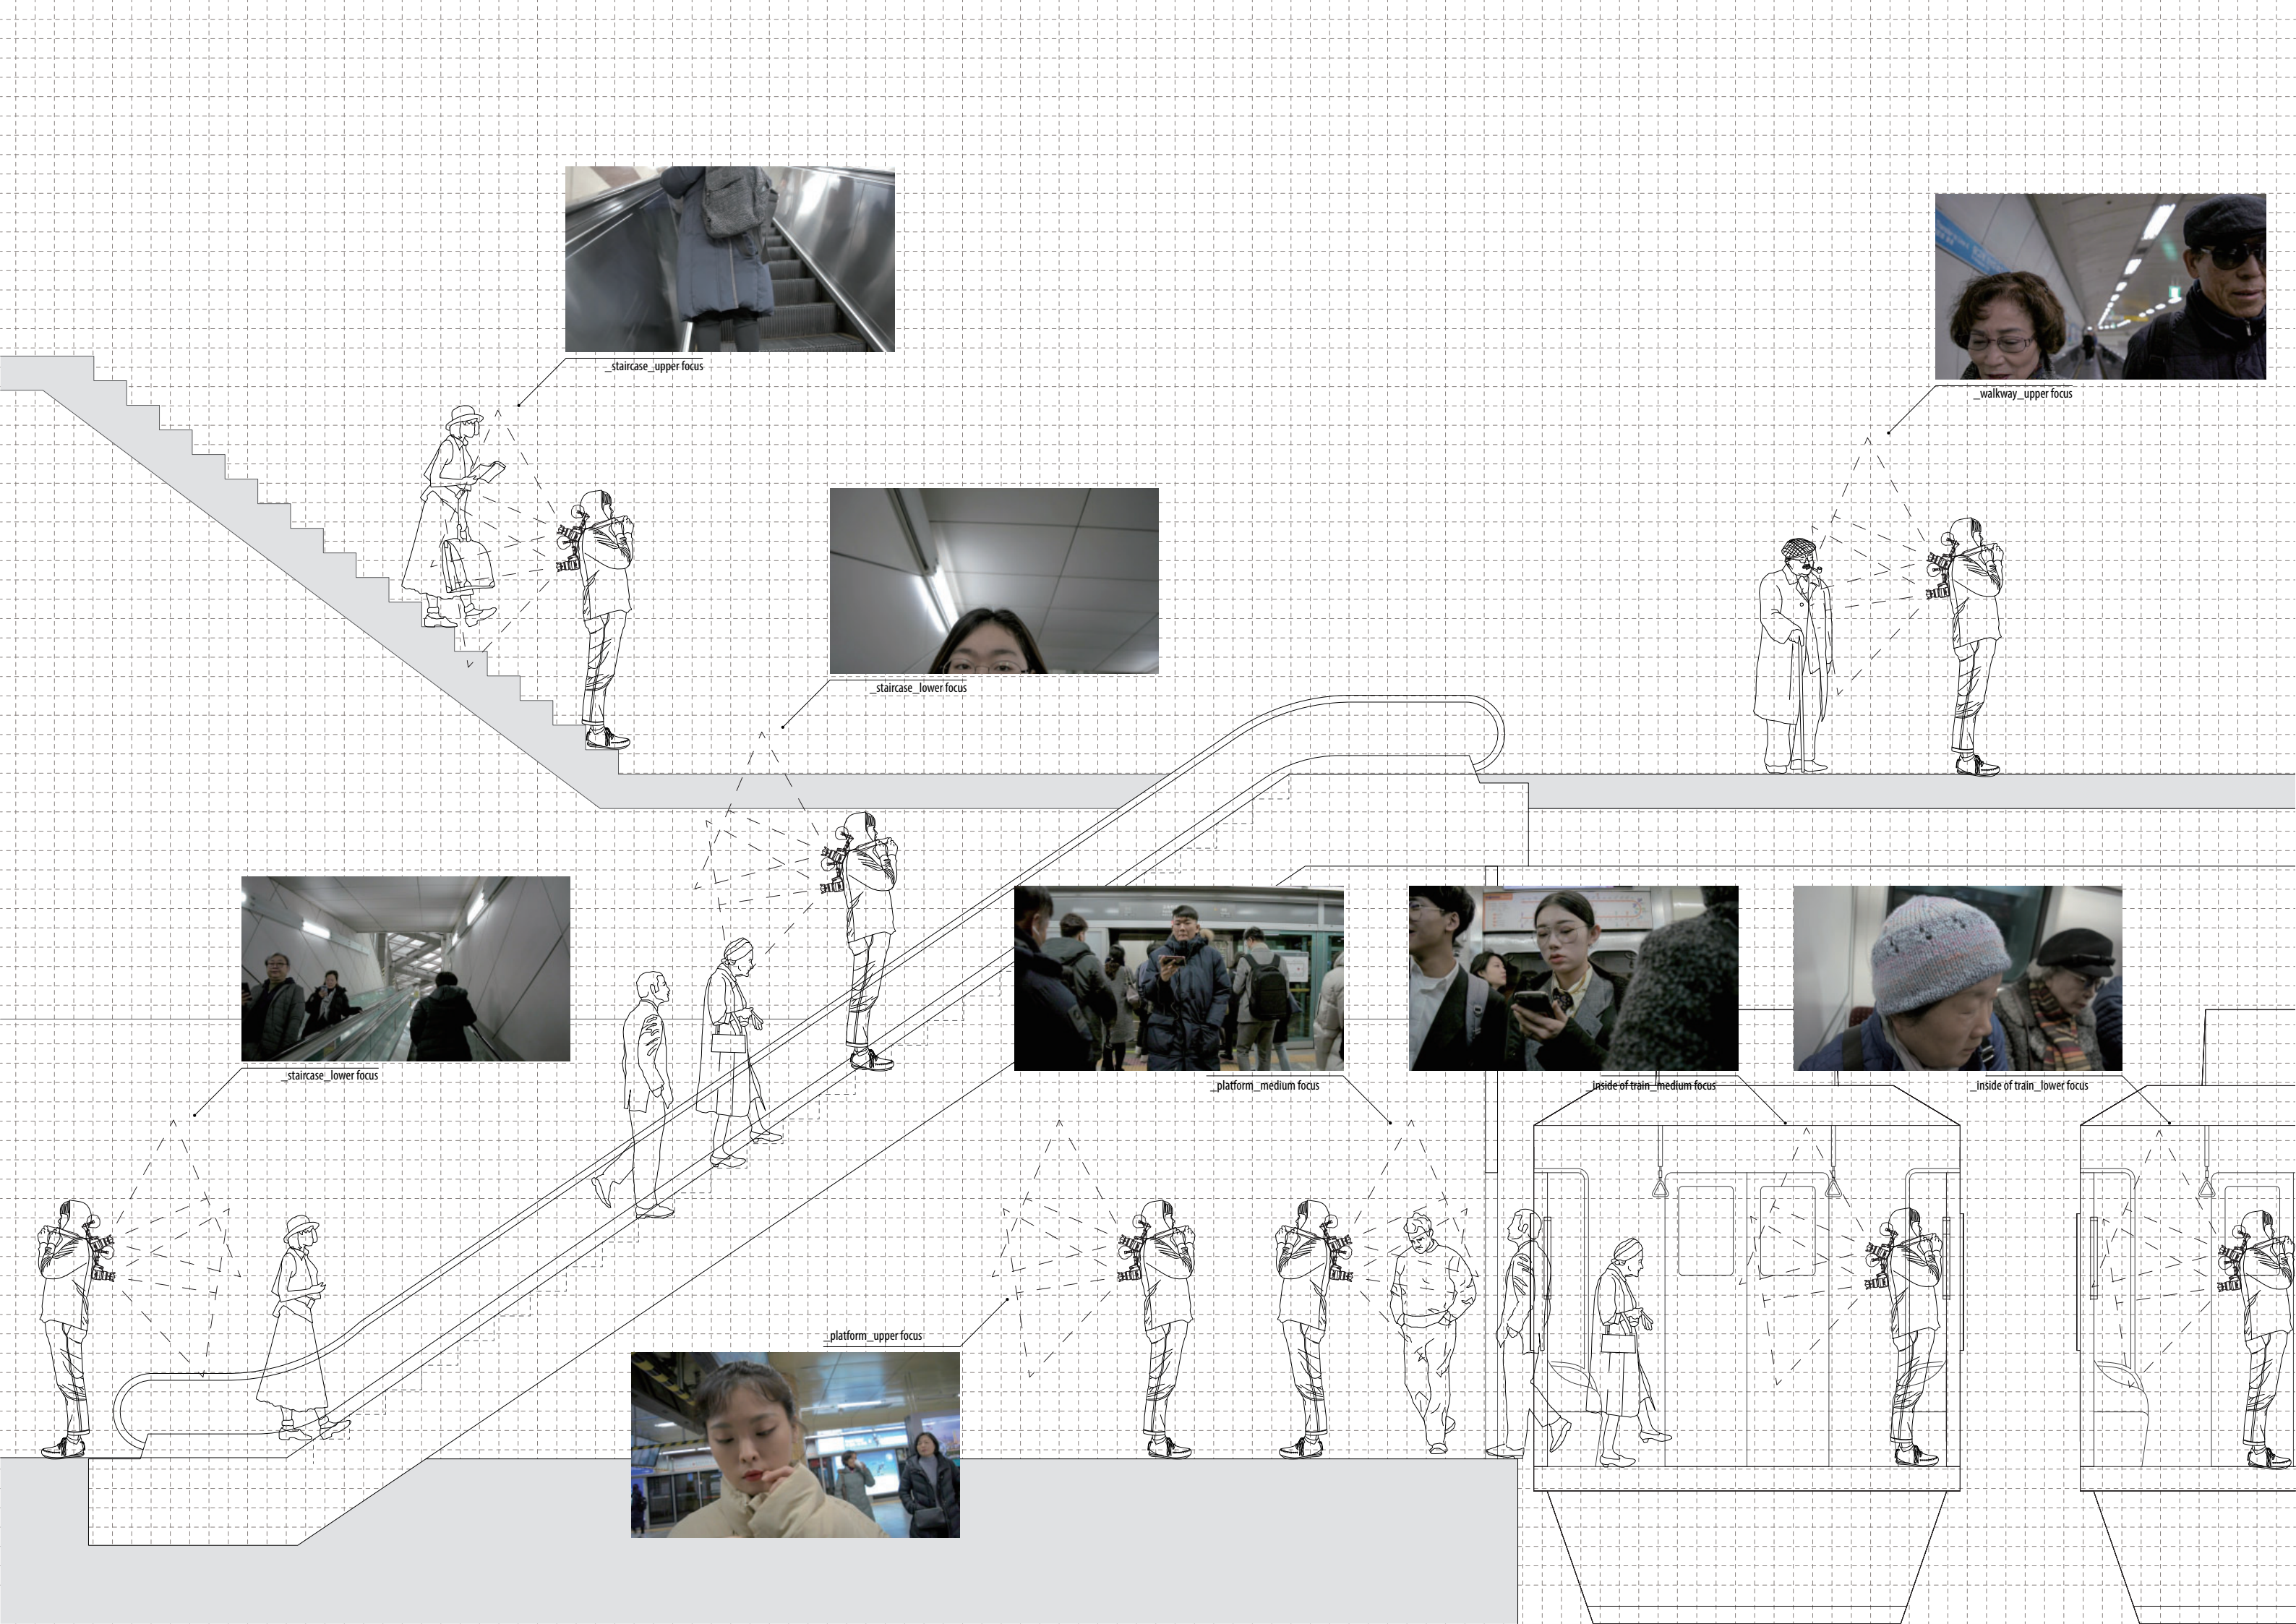 _staircase_upper focus
_walkway_upper focus
_staircase_lower focus
_staircase_lower focus
_platform_medium focus
_inside of train_medium focus
_inside of train_lower focus
_platform_upper focus